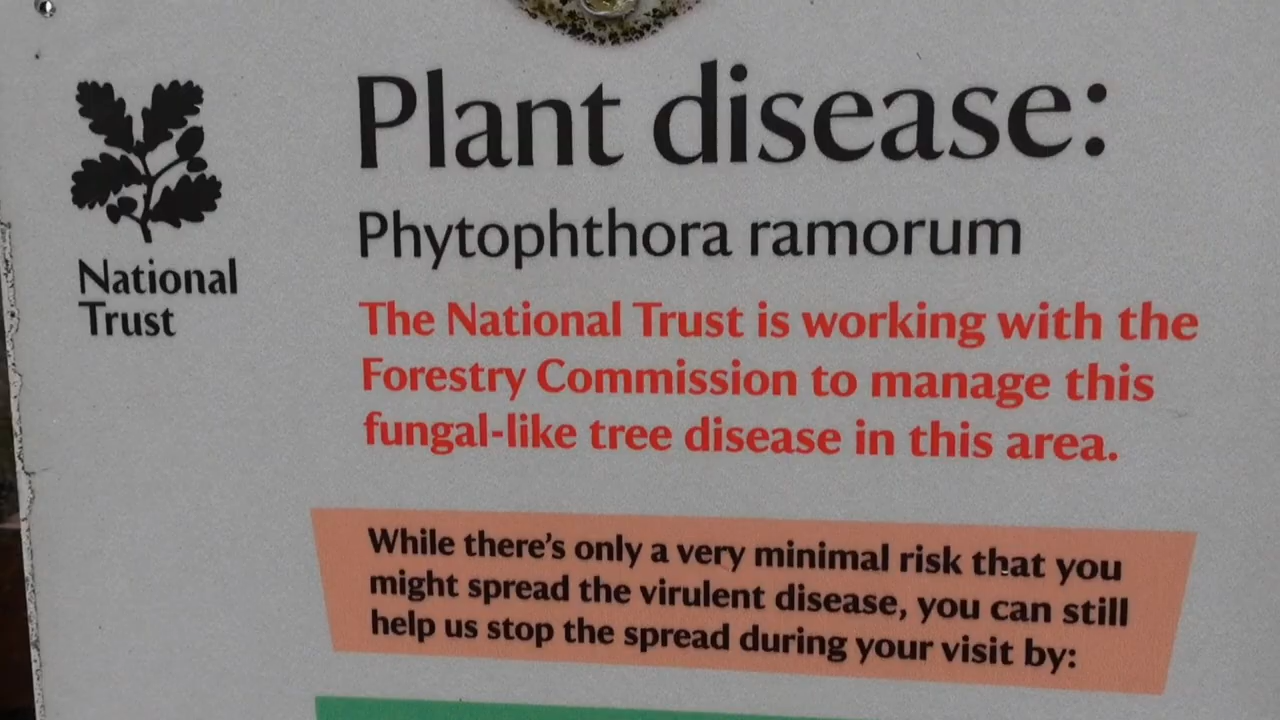 Plant disease:
Phytophthora ramorum
National
Trust
The National Trust is working with the
Forestry Commission to manage this
fungal-like tree disease in this area.
While there's only a very minimal risk that you
might spread the virulent disease, you can still
help us stop the spread during your visit by: